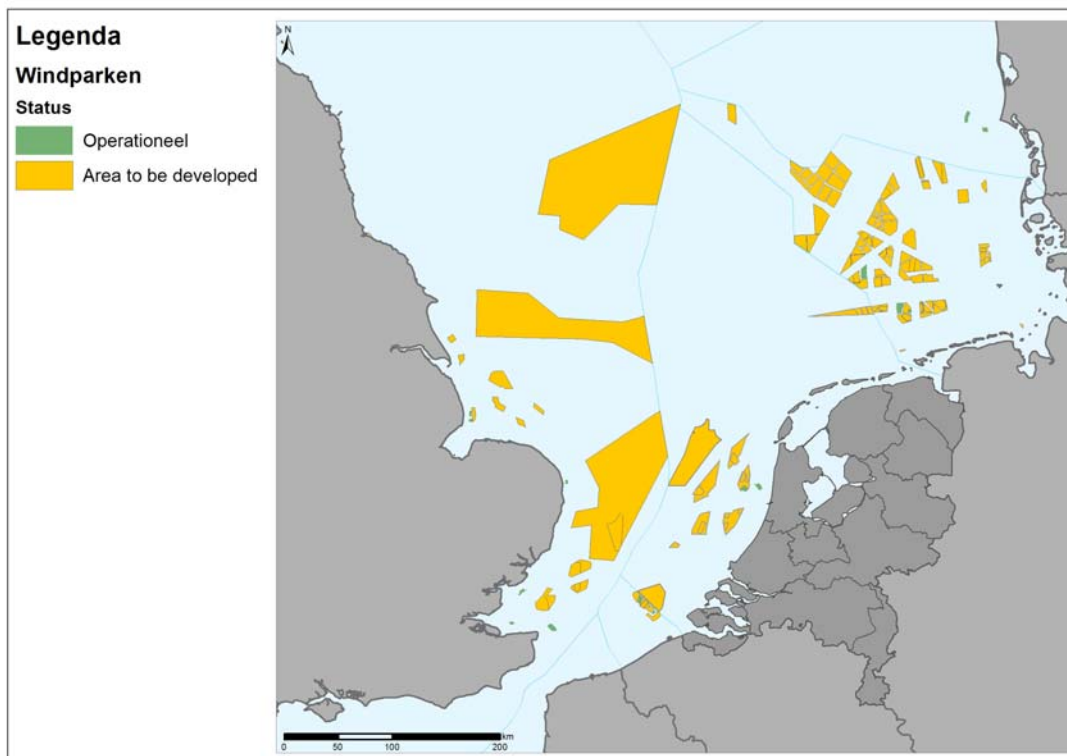 Legenda
Windparken
Status
Operationeel
Area to be developed
N
km
0 50 100 200